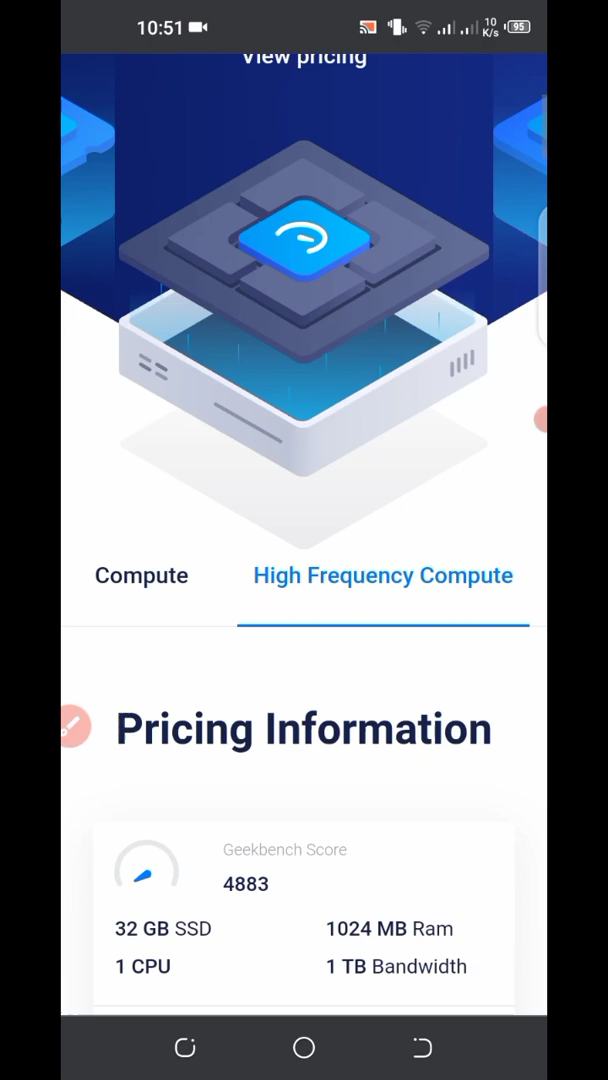 10:51 10 K/s 95
View pricing
Compute High Frequency Compute
Pricing Information
Geekbench Score
4883
32 GB SSD 1024 MB Ram
1 CPU 1 TB Bandwidth